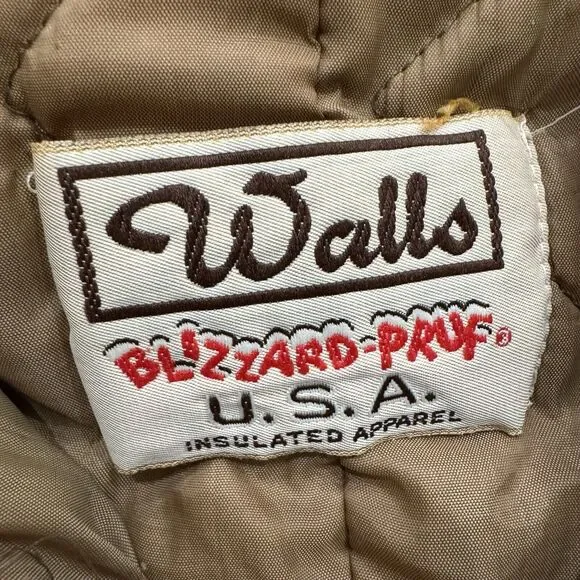 Walls
BLIZZARD-PRUF®
U.S.A.
INSULATED APPAREL